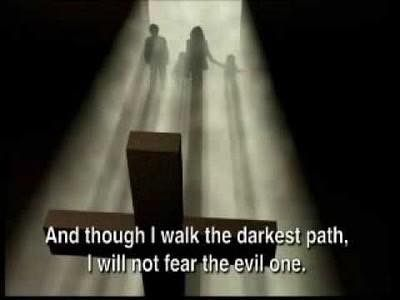 And though I walk the darkest path,
I will not fear the evil one.